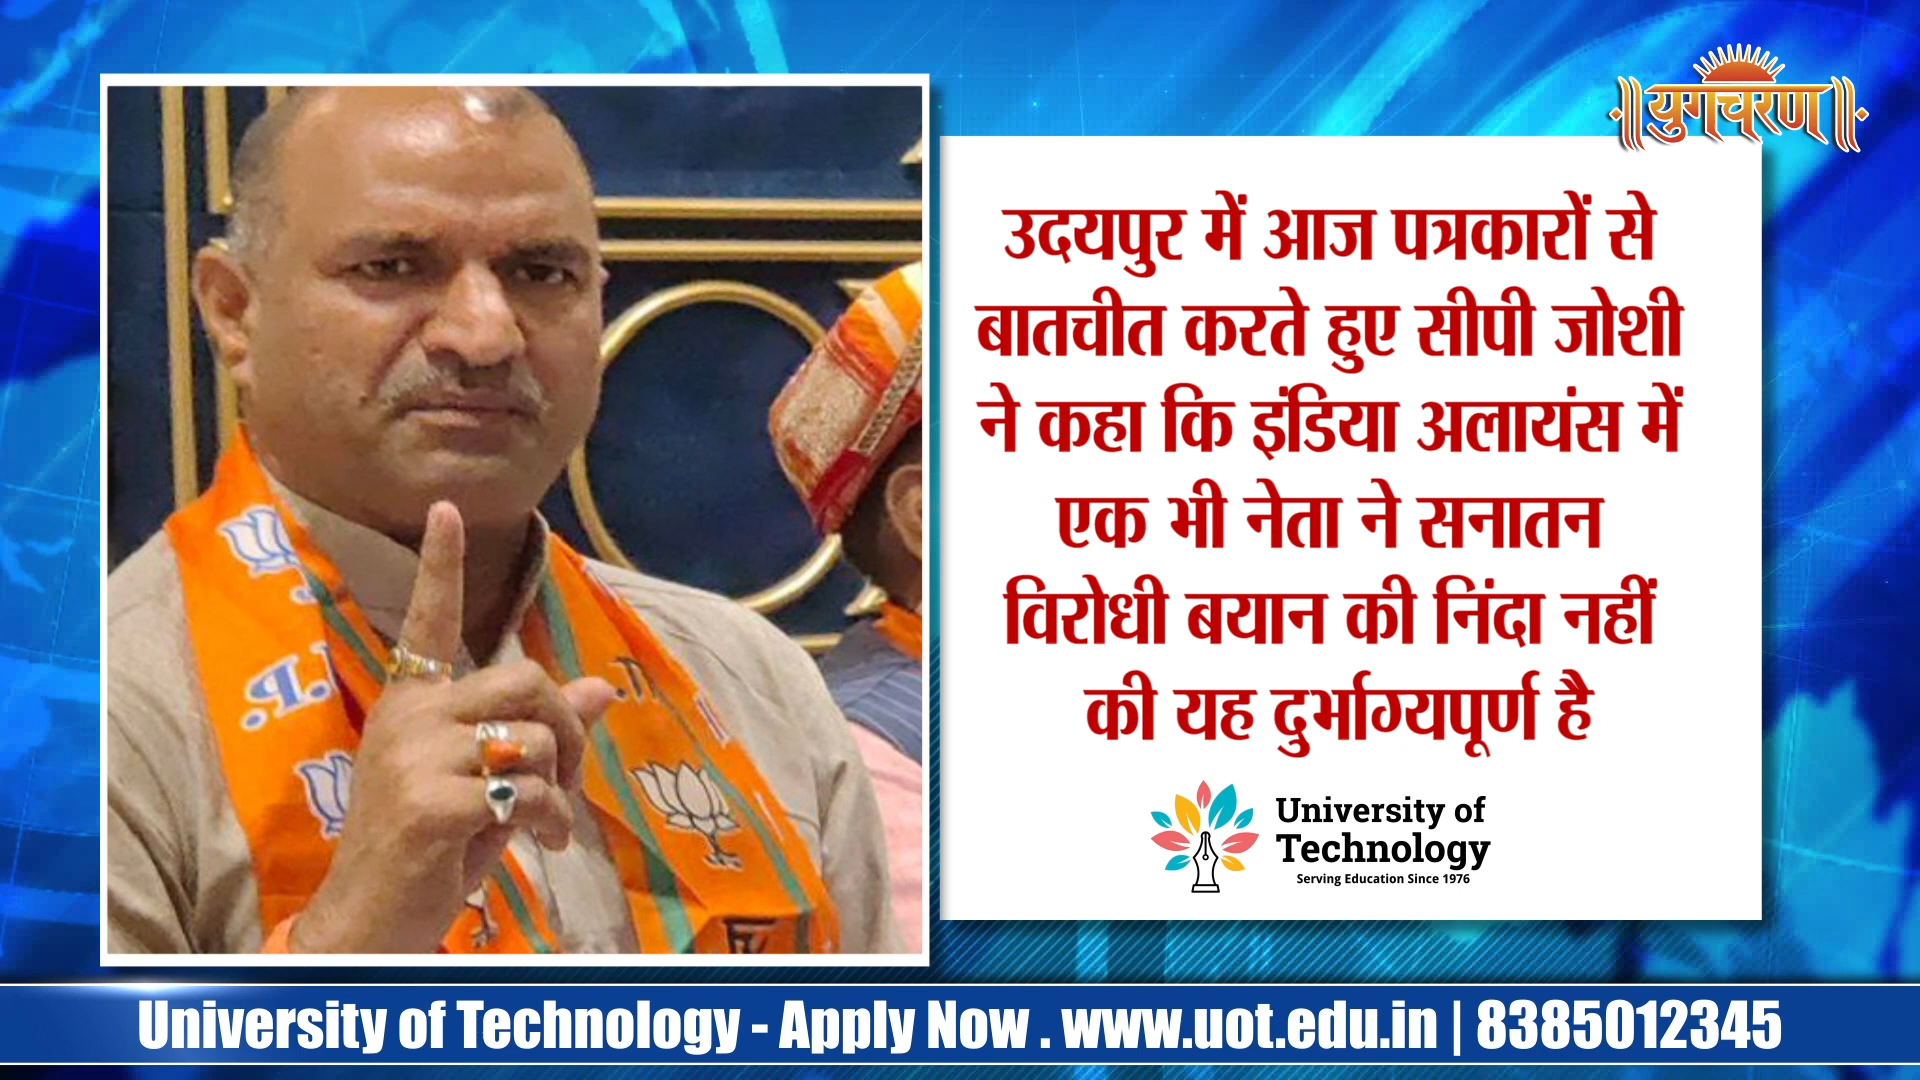 ॥युगचरण॥
उदयपुर में आज पत्रकारों से
बातचीत करते हुए सीपी जोशी
ने कहा कि इंडिया अलायंस में
एक भी नेता ने सनातन
विरोधी बयान की निंदा नहीं
की यह दुर्भाग्यपूर्ण है
University of
Technology
Serving Education Since 1976
University of Technology - Apply Now . www.uot.edu.in | 8385012345